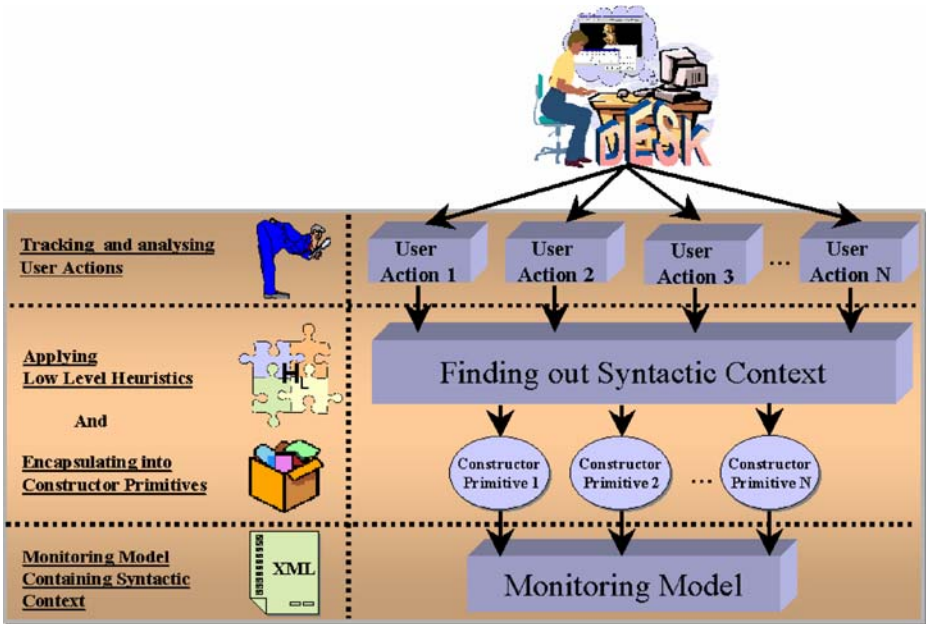 DESK
Tracking and analysing
User Actions
User
Action 1
User
Action 2
User
Action 3
...
User
Action N
Applying
Low Level Heuristics
And
Encapsulating into
Constructor Primitives
HL
Finding out Syntactic Context
Constructor
Primitive 1
Constructor
Primitive 2
...
Constructor
Primitive N
Monitoring Model
Containing Syntactic
Context
XML
Monitoring Model